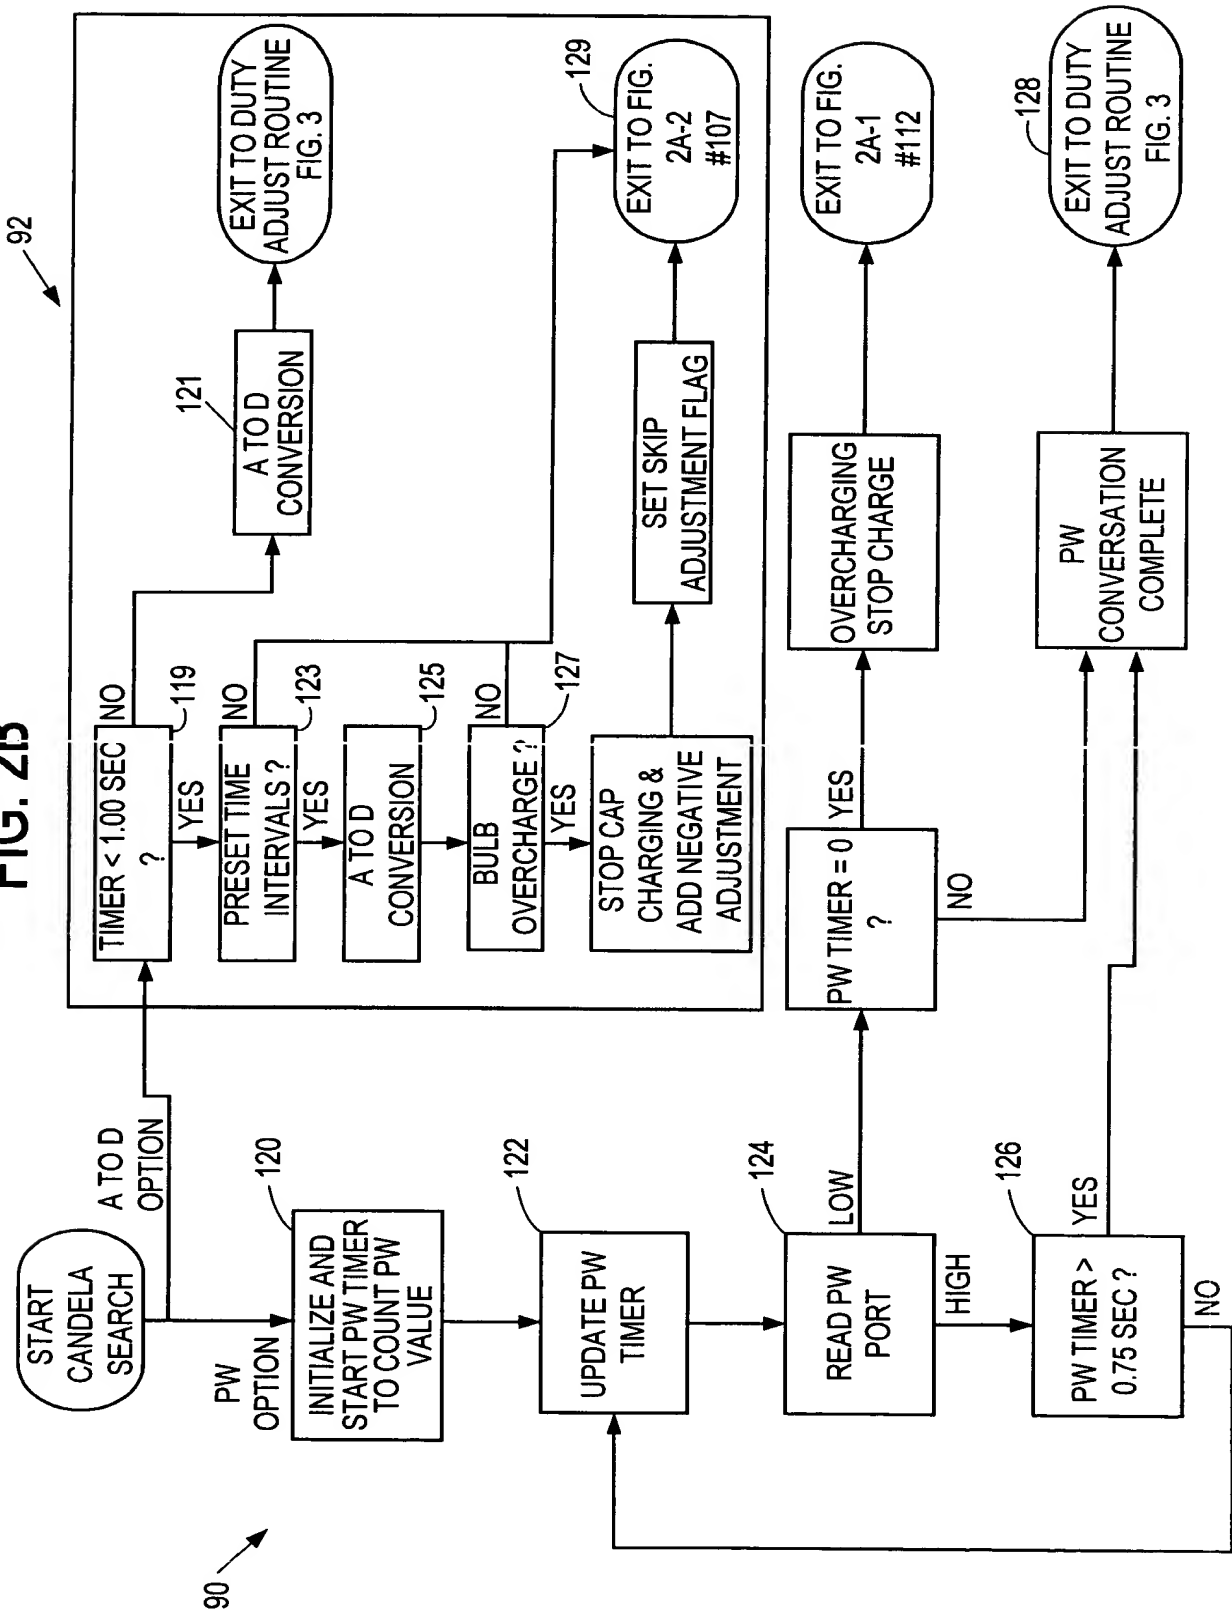 FIG. 2B
90
92
START
CANDELA
SEARCH
A TO D
OPTION
PW
OPTION
120
INITIALIZE AND
START PW TIMER
TO COUNT PW
VALUE
122
UPDATE PW
TIMER
124
READ PW
PORT
LOW
HIGH
126
PW TIMER >
0.75 SEC ?
YES
NO
TIMER < 1.00 SEC
?
NO
119
YES
PRESET TIME
INTERVALS ?
NO
123
YES
A TO D
CONVERSION
125
BULB
OVERCHARGE ?
NO
127
YES
STOP CAP
CHARGING &
ADD NEGATIVE
ADJUSTMENT
121
A TO D
CONVERSION
EXIT TO DUTY
ADJUST ROUTINE
FIG. 3
SET SKIP
ADJUSTMENT FLAG
129
EXIT TO FIG.
2A-2
#107
PW TIMER = 0
?
YES
NO
OVERCHARGING
STOP CHARGE
EXIT TO FIG.
2A-1
#112
PW
CONVERSATION
COMPLETE
128
EXIT TO DUTY
ADJUST ROUTINE
FIG. 3